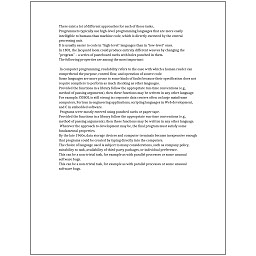 There exist a lot of different approaches for each of those tasks.
Programmers typically use high-level programming languages that are more easily
intelligible to humans than machine code, which is directly executed by the central
processing unit.
It is usually easier to code in "high-level" languages than in "low-level" ones.
In 1801, the Jacquard loom could produce entirely different weaves by changing the
"program" - a series of pasteboard cards with holes punched in them.
The following properties are among the most important:

In computer programming, readability refers to the ease with which a human reader can
comprehend the purpose, control flow, and operation of source code.
Some languages are more prone to some kinds of faults because their specification does not
require compilers to perform as much checking as other languages.
Provided the functions in a library follow the appropriate run-time conventions (e.g.,
method of passing arguments), then these functions may be written in any other language.
For example, COBOL is still strong in corporate data centers often on large mainframe
computers, Fortran in engineering applications, scripting languages in Web development,
and C in embedded software.
Programs were mostly entered using punched cards or paper tape.
Provided the functions in a library follow the appropriate run-time conventions (e.g.,
method of passing arguments), then these functions may be written in any other language.
Whatever the approach to development may be, the final program must satisfy some
fundamental properties.
By the late 1960s, data storage devices and computer terminals became inexpensive enough
that programs could be created by typing directly into the computers.
The choice of language used is subject to many considerations, such as company policy,
suitability to task, availability of third-party packages, or individual preference.
This can be a non-trivial task, for example as with parallel processes or some unusual
software bugs.
This can be a non-trivial task, for example as with parallel processes or some unusual
software bugs.